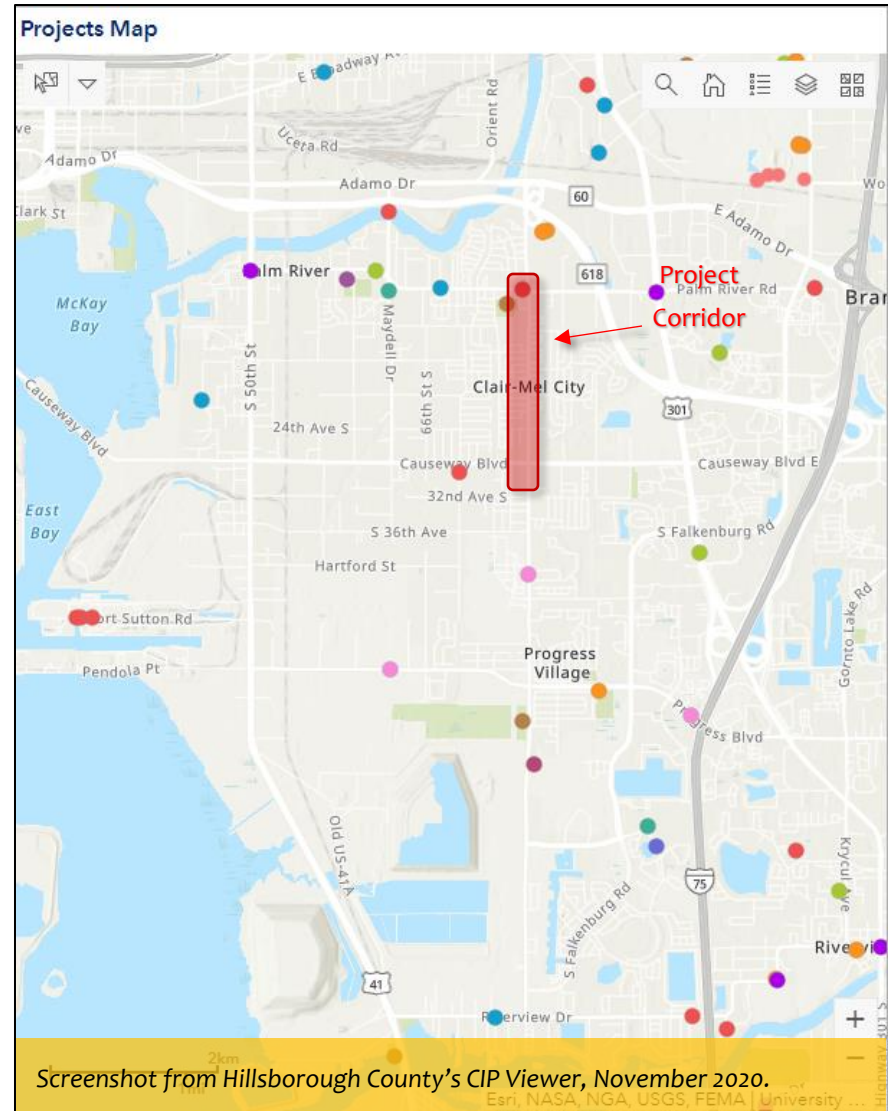 Projects Map
E Broadway Av
Orient Rd
Uceta Rd
Adamo Dr
Adamo Dr
60
Clark St
E Adamo Dr
Palm River
618
Project
Palm River Rd
Corridor
McKay
Bay
Maydell Dr
S 50th St
66th St S
Clair-Mel City
301
Causeway Blvd
24th Ave S
Causeway Blvd
Causeway Blvd E
32nd Ave S
East
Bay
S 36th Ave
S Falkenburg Rd
Hartford St
Gornto Lake Rd
ort Sutton Rd
Progress
Village
Pendola Pt
Progress Blvd
Old US-41A
Krycul Ave
75
S Falkenburg Rd
41
Riverview Dr
+
−
2km
Screenshot from Hillsborough County's CIP Viewer, November 2020.
Esri, NASA, NGA, USGS, FEMA | University ...